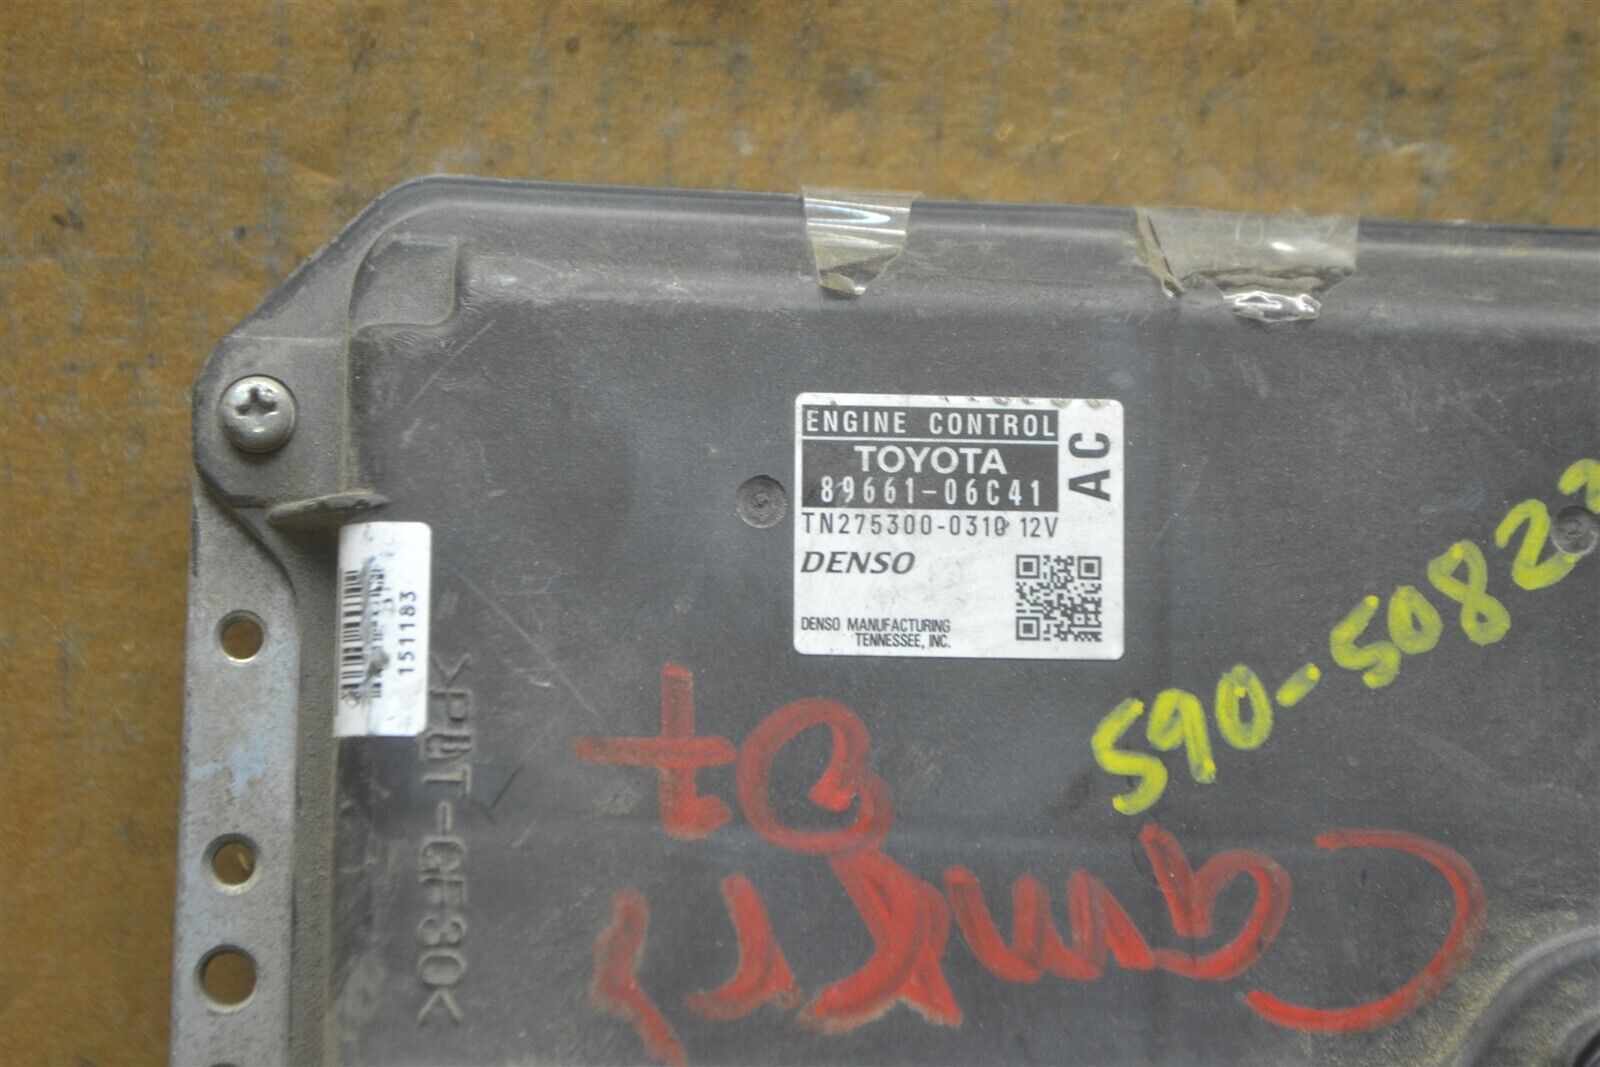 ENGINE CONTROL
AC
TOYOTA
89661-06C41
TN275300-0310 12V
DENSO
DENSO MANUFACTURING
TENNESSEE, INC.
151183
>PBT-GF30<
590-50823
Camry
07